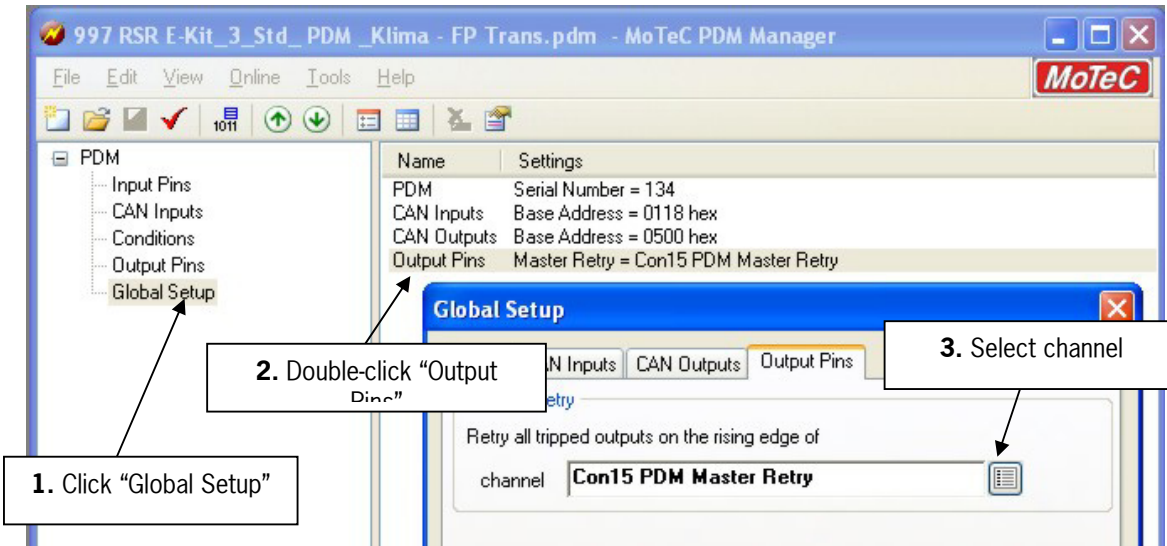 997 RSR E-Kit_3_Std_ PDM _Klima - FP Trans.pdm - MoTeC PDM Manager
File Edit View Online Tools Help
MoTeC
1011
PDM
Input Pins
CAN Inputs
Conditions
Output Pins
Global Setup
Name Settings
PDM Serial Number = 134
CAN Inputs Base Address = 0118 hex
CAN Outputs Base Address = 0500 hex
Output Pins Master Retry = Con15 PDM Master Retry
Global Setup
N Inputs CAN Outputs Output Pins
etry
Retry all tripped outputs on the rising edge of
channel Con15 PDM Master Retry
1. Click “Global Setup”
2. Double-click “Output
Pins”
3. Select channel